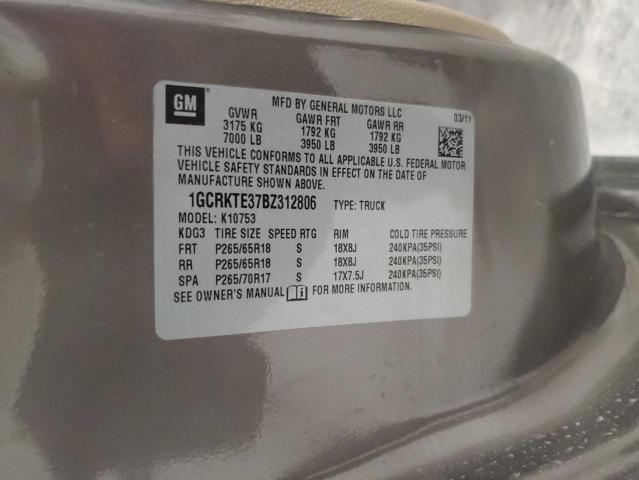 GM
MFD BY GENERAL MOTORS LLC
03/11
GVWR GAWR FRT GAWR RR
3175 KG 1792 KG 1792 KG
7000 LB 3950 LB 3950 LB
THIS VEHICLE CONFORMS TO ALL APPLICABLE U.S. FEDERAL MOTOR
VEHICLE SAFETY STANDARDS IN EFFECT ON THE DATE OF
MANUFACTURE SHOWN ABOVE.
1GCRKTE37BZ312806 TYPE: TRUCK
MODEL: K10753
KDG3 TIRE SIZE SPEED RTG RIM COLD TIRE PRESSURE
FRT P265/65R18 S 18X8J 240KPA(35PSI)
RR P265/65R18 S 18X8J 240KPA(35PSI)
SPA P265/70R17 S 17X7.5J 240KPA(35PSI)
SEE OWNER'S MANUAL FOR MORE INFORMATION.